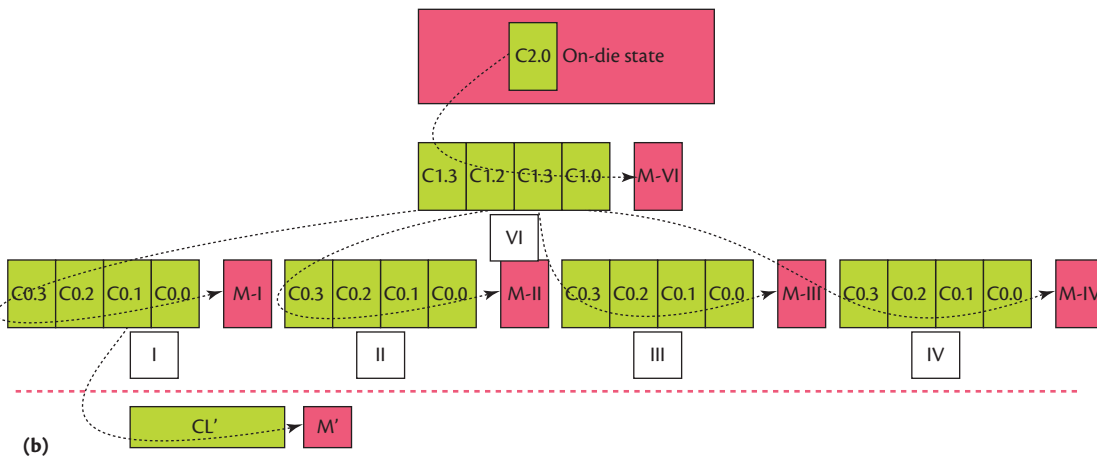 C2.0 On-die state
C1.3 C1.2 C1.3 C1.0 M-VI
VI
C0.3 C0.2 C0.1 C0.0 M-I C0.3 C0.2 C0.1 C0.0 M-II C0.3 C0.2 C0.1 C0.0 M-III C0.3 C0.2 C0.1 C0.0 M-IV
I II III IV
CL’ M’
(b)